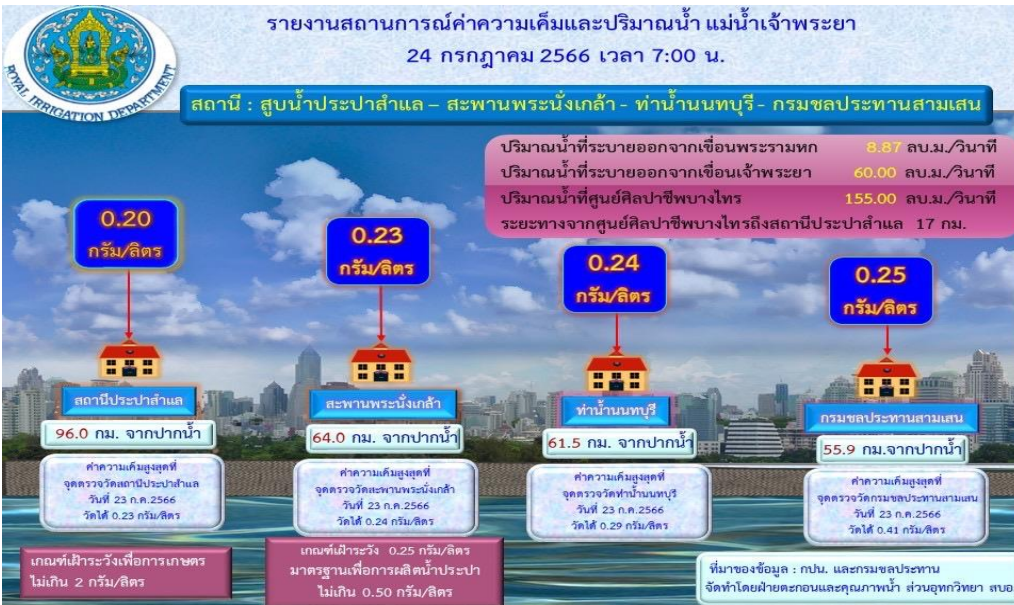 รายงานสถานการณ์ค่าความเค็มและปริมาณน้ำ แม่น้ำเจ้าพระยา
24 กรกฎาคม 2566 เวลา 7:00 น.
ROYAL IRRIGATION DEPARTMENT
สถานี : สูบน้ำประปาสำแล – สะพานพระนั่งเกล้า - ท่าน้ำนนทบุรี - กรมชลประทานสามเสน
ปริมาณน้ำที่ระบายออกจากเขื่อนพระรามหก 8.87 ลบ.ม./วินาที
ปริมาณน้ำที่ระบายออกจากเขื่อนเจ้าพระยา 60.00 ลบ.ม./วินาที
ปริมาณน้ำที่ศูนย์ศิลปาชีพบางไทร 155.00 ลบ.ม./วินาที
ระยะทางจากศูนย์ศิลปาชีพบางไทรถึงสถานีประปาสำแล 17 กม.
0.20
กรัม/ลิตร
สถานีประปาสำแล
96.0 กม. จากปากน้ำ
ค่าความเค็มสูงสุดที่
จุดตรวจวัดสถานีประปาสำแล
วันที่ 23 ก.ค.2566
วัดได้ 0.23 กรัม/ลิตร
0.23
กรัม/ลิตร
สะพานพระนั่งเกล้า
64.0 กม. จากปากน้ำ
ค่าความเค็มสูงสุดที่
จุดตรวจวัดสะพานพระนั่งเกล้า
วันที่ 23 ก.ค.2566
วัดได้ 0.24 กรัม/ลิตร
0.24
กรัม/ลิตร
ท่าน้ำนนทบุรี
61.5 กม. จากปากน้ำ
ค่าความเค็มสูงสุดที่
จุดตรวจวัดท่าน้ำนนทบุรี
วันที่ 23 ก.ค.2566
วัดได้ 0.29 กรัม/ลิตร
0.25
กรัม/ลิตร
กรมชลประทานสามเสน
55.9 กม.จากปากน้ำ
ค่าความเค็มสูงสุดที่
จุดตรวจวัดกรมชลประทานสามเสน
วันที่ 23 ก.ค.2566
วัดได้ 0.41 กรัม/ลิตร
เกณฑ์เฝ้าระวังเพื่อการเกษตร
ไม่เกิน 2 กรัม/ลิตร
เกณฑ์เฝ้าระวัง 0.25 กรัม/ลิตร
มาตรฐานเพื่อการผลิตน้ำประปา
ไม่เกิน 0.50 กรัม/ลิตร
ที่มาของข้อมูล : กปน. และกรมชลประทาน
จัดทำโดยฝ่ายตะกอนและคุณภาพน้ำ ส่วนอุทกวิทยา สบอ